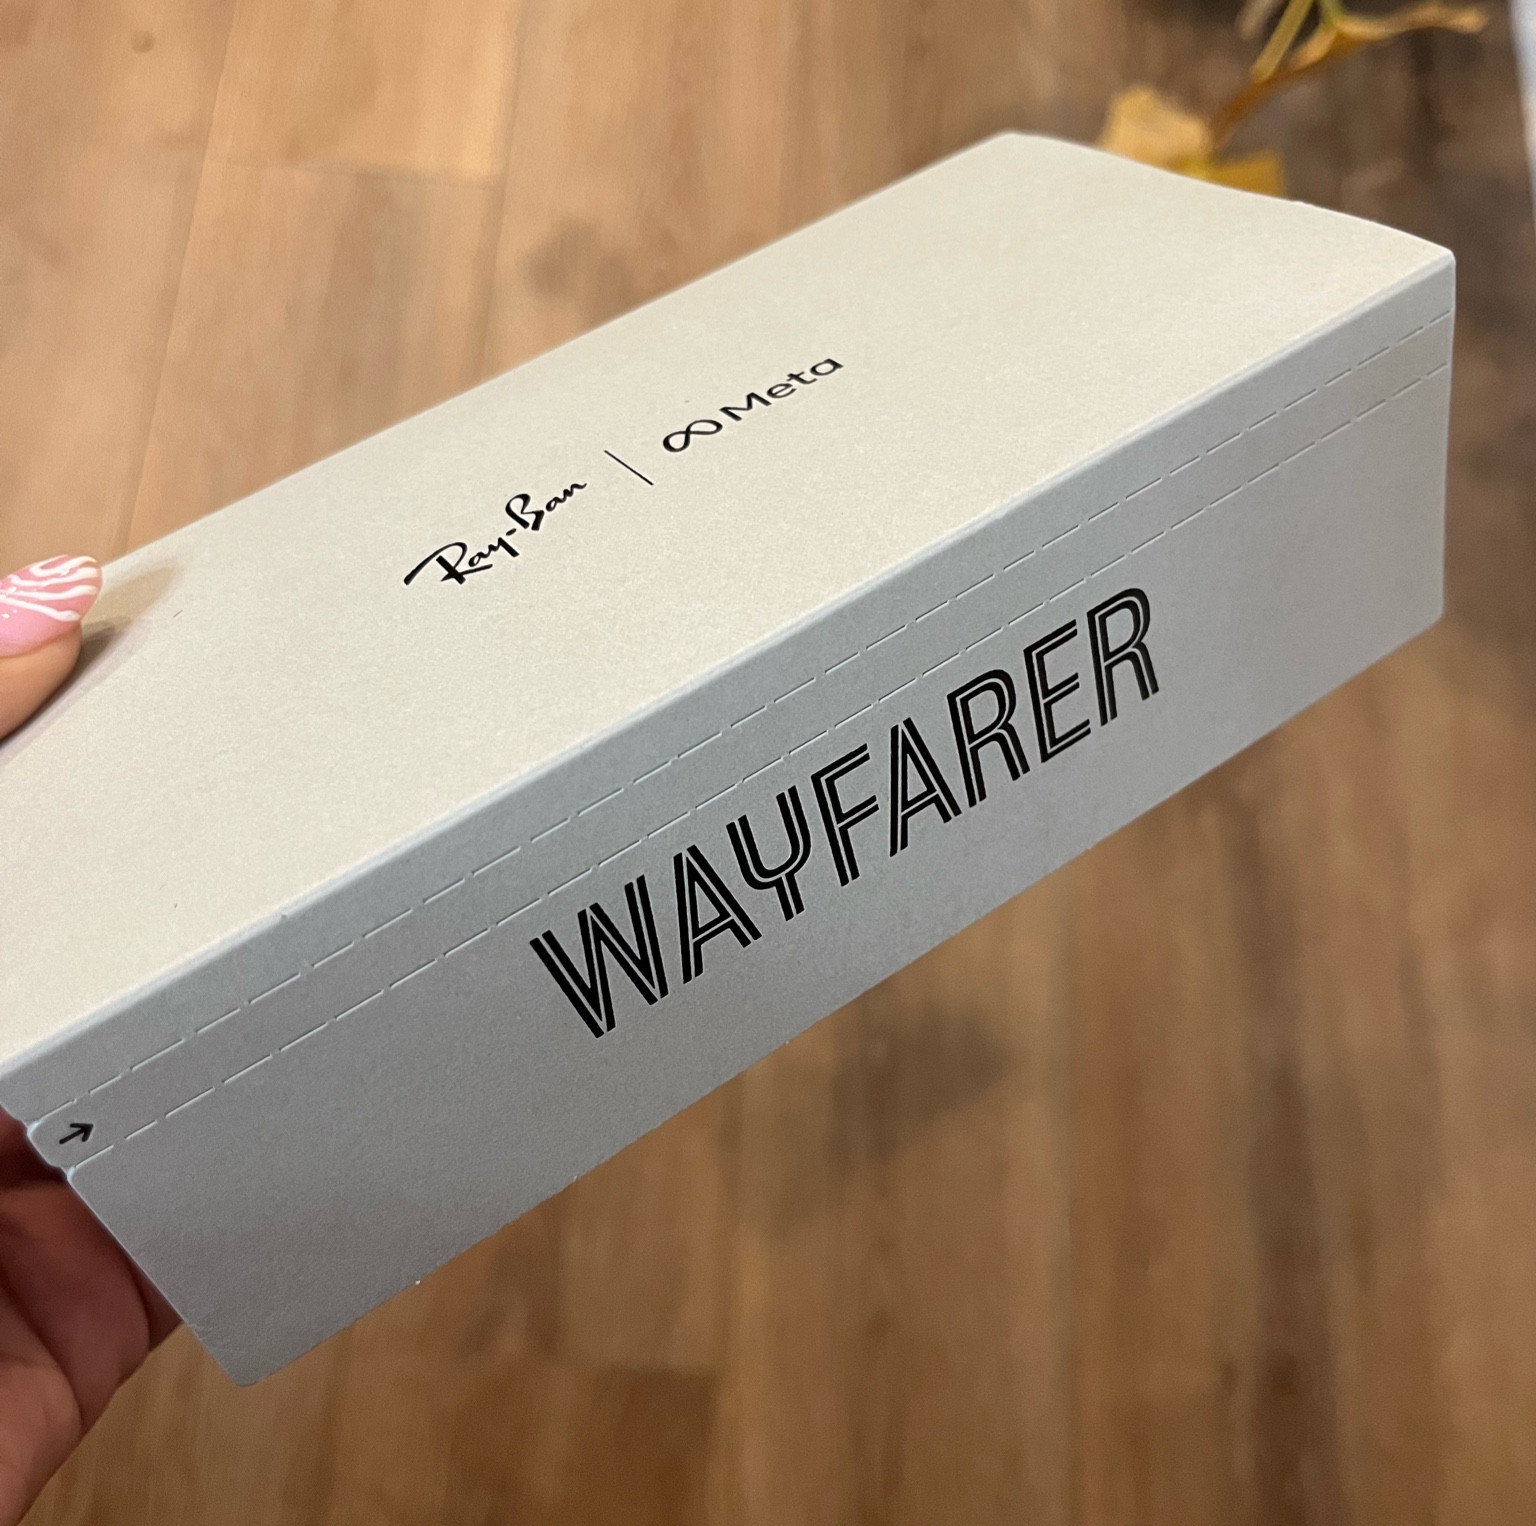 Ray-Ban | ∞ Meta
WAYFARER
→